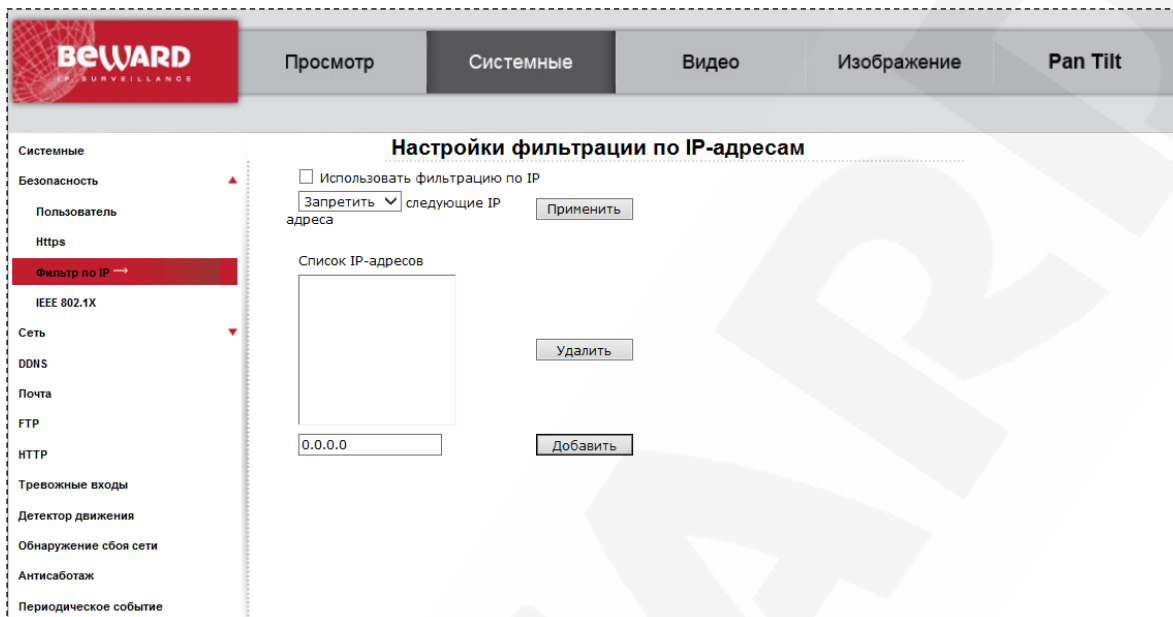 BEWARD
IP SURVEILLANCE
Просмотр
Системные
Видео
Изображение
Pan Tilt
Системные
Безопасность
Пользователь
Https
Фильтр по IP →
IEEE 802.1X
Сеть
DDNS
Почта
FTP
HTTP
Тревожные входы
Детектор движения
Обнаружение сбоя сети
Антисаботаж
Периодическое событие
Настройки фильтрации по IP-адресам
Использовать фильтрацию по IP
Запретить следующие IP
адреса
Применить
Список IP-адресов
Удалить
0.0.0.0
Добавить